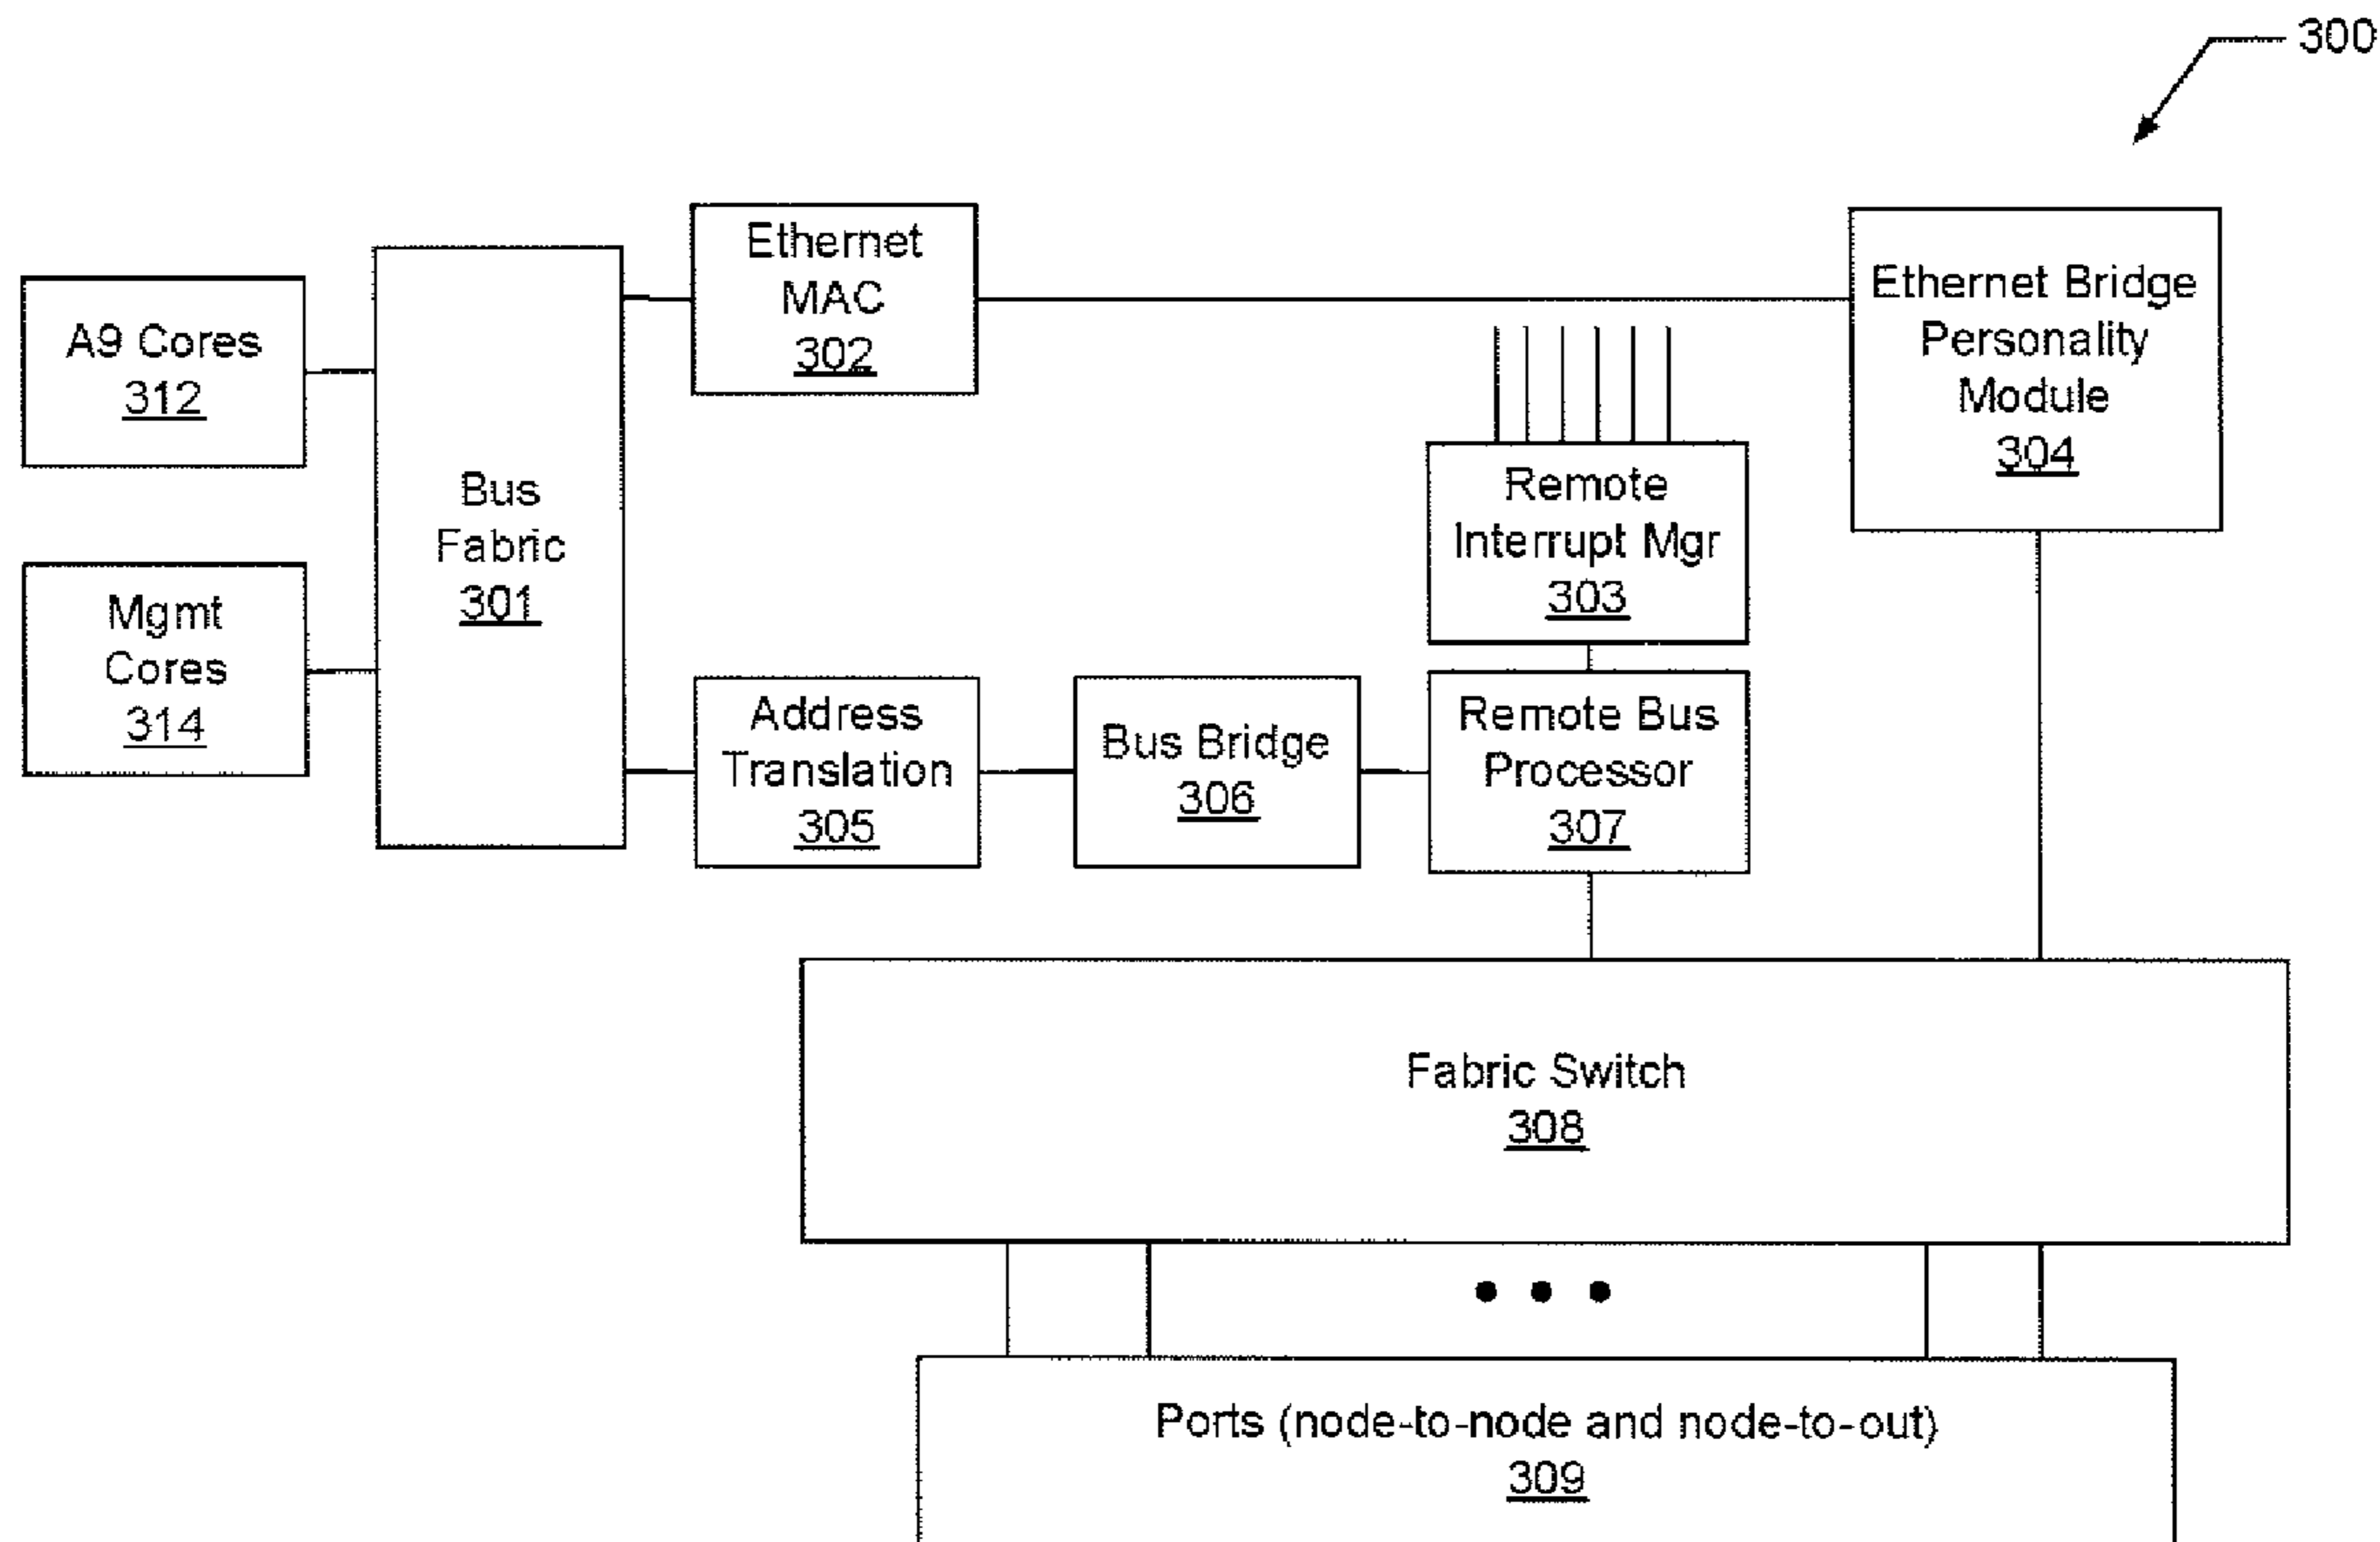 300
Ethernet
MAC
302
Ethernet Bridge
Personality
Module
304
A9 Cores
312
Bus
Fabric
301
Remote
Interrupt Mgr
303
Mgmt
Cores
314
Address
Translation
305
Bus Bridge
306
Remote Bus
Processor
307
Fabric Switch
308
Ports (node-to-node and node-to-out)
309